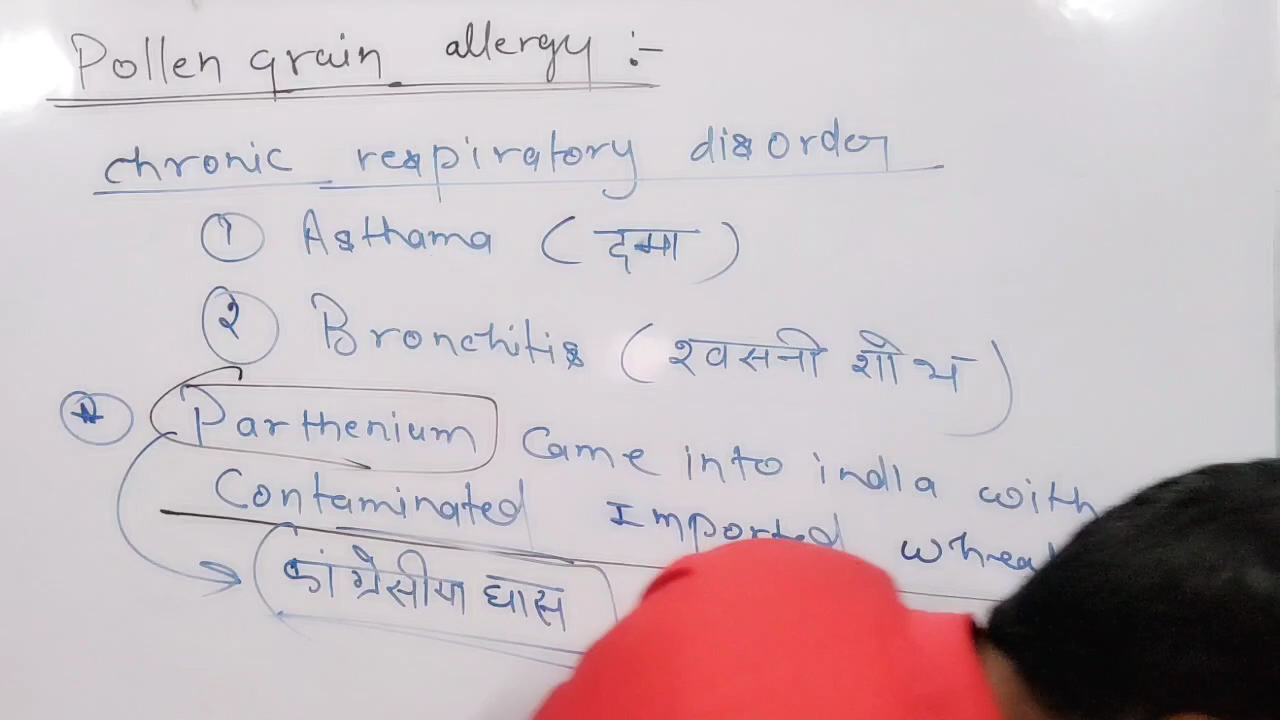 Pollen grain allergy :-
chronic respiratory disorder
① Asthama (दमा)
② Bronchitis (श्वसनी शोभ)
Parthenium Came into india with
Contaminated Imported
काग्रेसीया घास